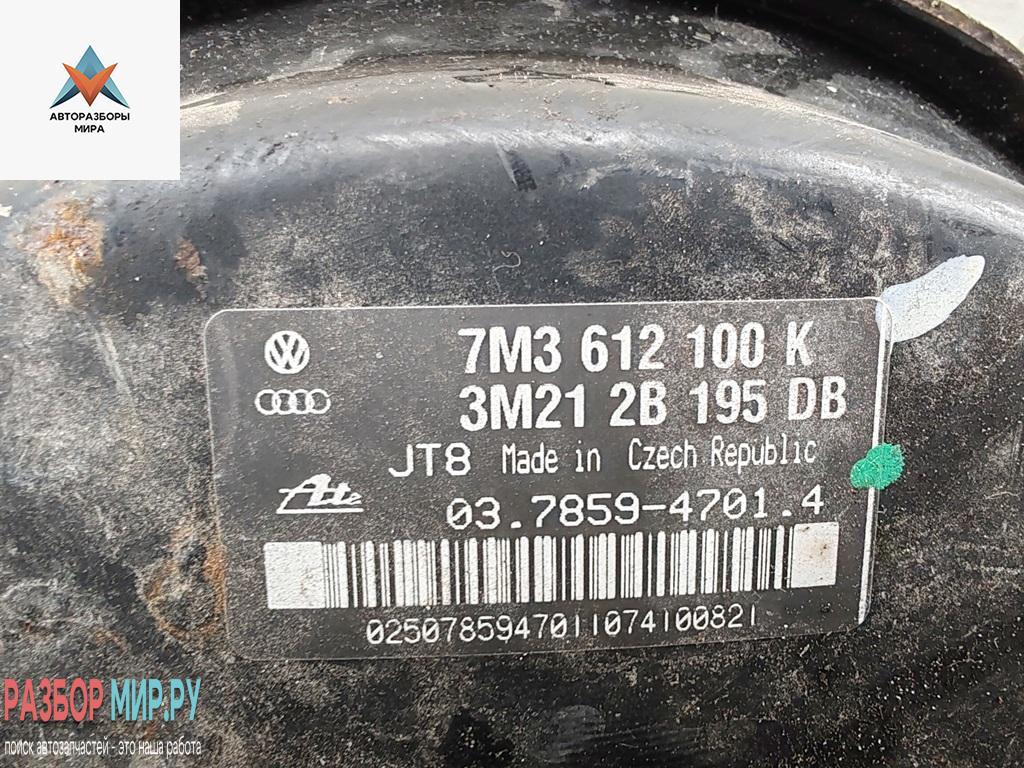 АВТОРАЗБОРЫ
МИРА
7M3 612 100 K
3M21 2B 195 DB
JT8 Made in Czech Republic
Ate
03.7859-4701.4
0250785947011074100821
РАЗБОР МИР.РУ
поиск автозапчастей - это наша работа